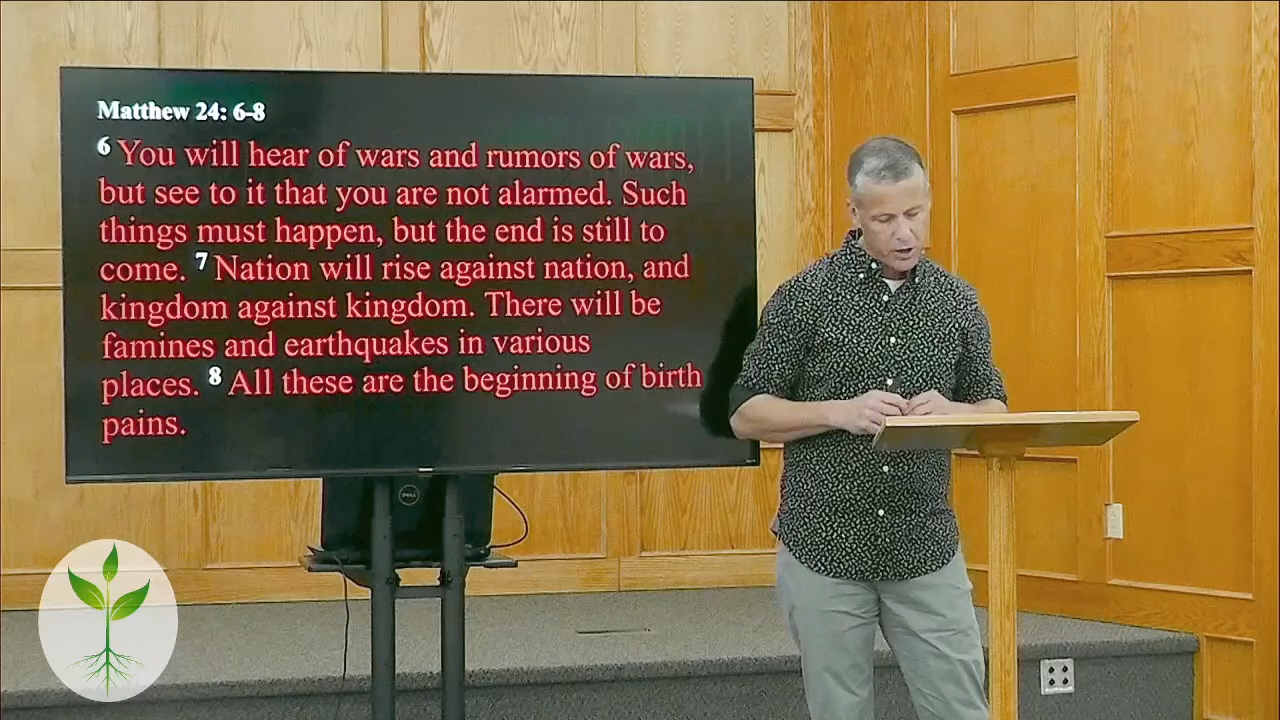 Matthew 24: 6-8
6 You will hear of wars and rumors of wars,
but see to it that you are not alarmed. Such
things must happen, but the end is still to
come. 7 Nation will rise against nation, and
kingdom against kingdom. There will be
famines and earthquakes in various
places. 8 All these are the beginning of birth
pains.
DELL